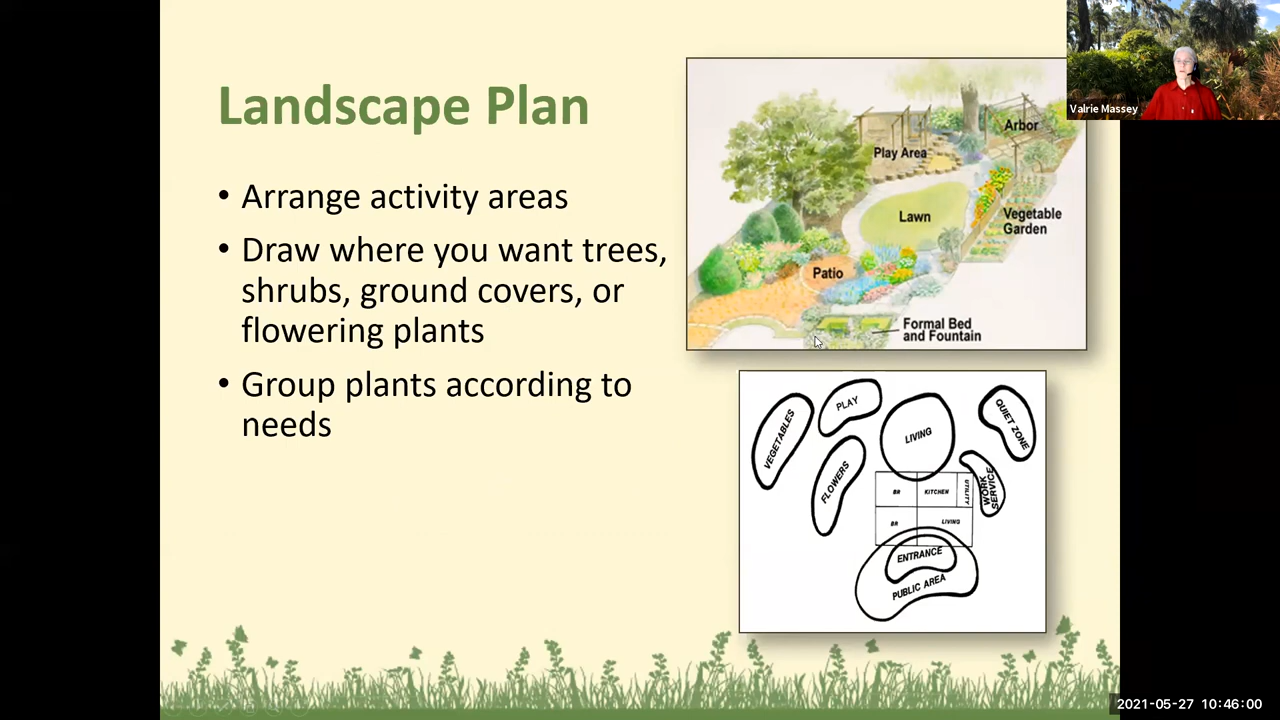 Landscape Plan
• Arrange activity areas
• Draw where you want trees,
shrubs, ground covers, or
flowering plants
• Group plants according to
needs
Arbor
Play Area
Lawn
Vegetable
Garden
Patio
Formal Bed
and Fountain
VEGETABLES
PLAY
LIVING
QUIET ZONE
FLOWERS
BR
KITCHEN
UTILITY
WORK
SERVICE
BR
LIVING
ENTRANCE
PUBLIC AREA
Valrie Massey
2021-05-27 10:46:00